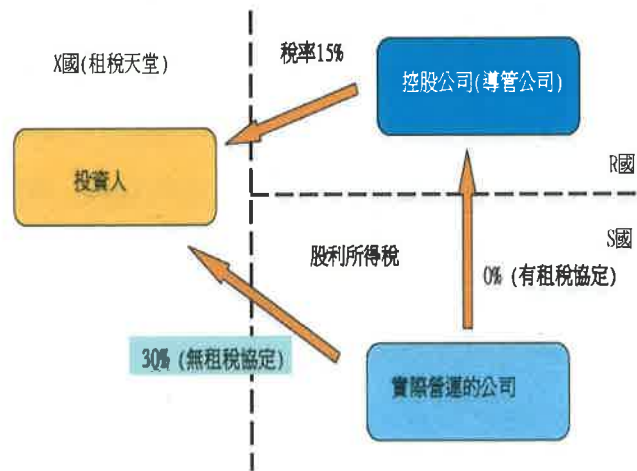 X國(租稅天堂)
稅率15%
控股公司(導管公司)
投資人
R國
S國
股利所得稅
0% (有租稅協定)
30% (無租稅協定)
實際營運的公司